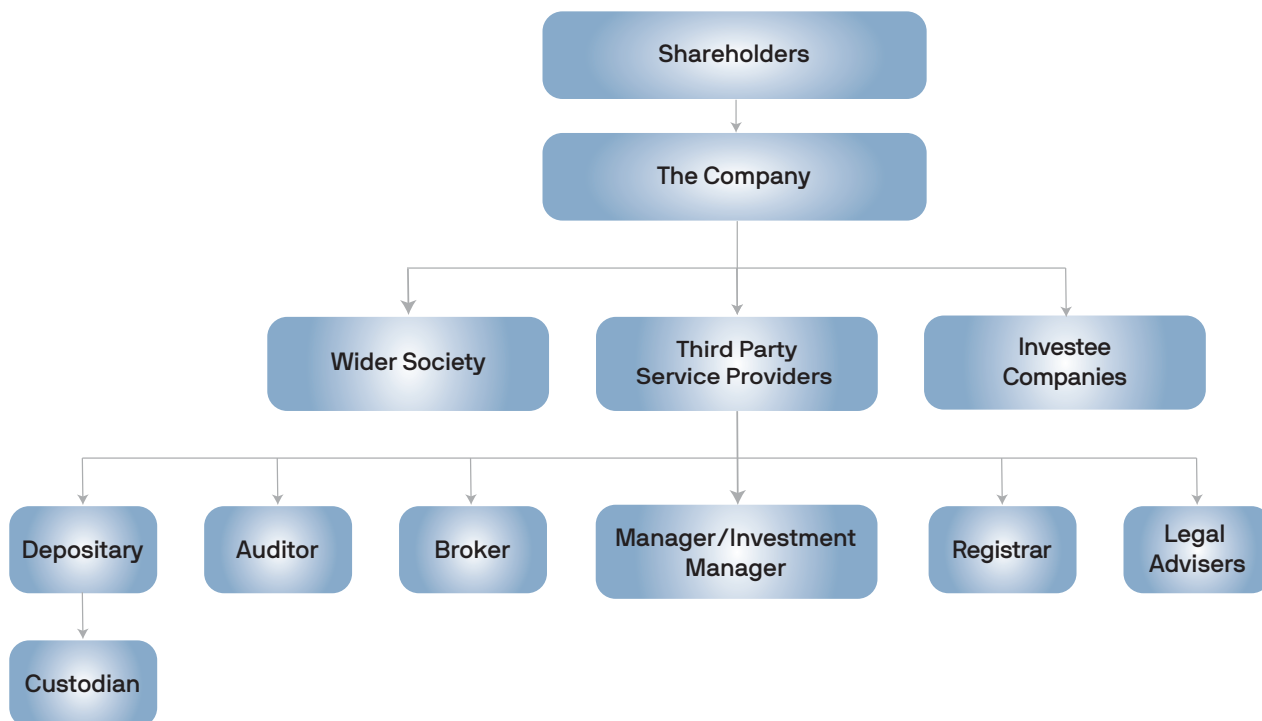 Shareholders
The Company
Wider Society
Third Party
Service Providers
Investee
Companies
Depositary
Auditor
Broker
Manager/Investment
Manager
Registrar
Legal
Advisers
Custodian